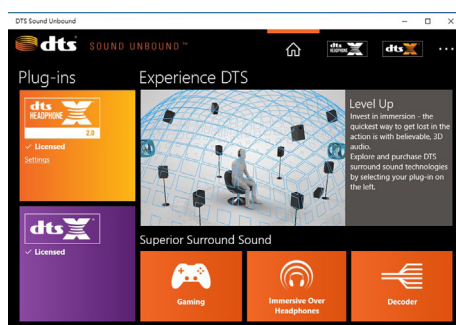 DTS Sound Unbound
dts SOUND UNBOUND™
dts HEADPHONE X
dts X
...
Plug-ins
dts
HEADPHONE X
2.0
✓ Licensed
Settings
dts X
✓ Licensed
Experience DTS
Level Up
Invest in immersion - the
quickest way to get lost in the
action is with believable, 3D
audio.
Explore and purchase DTS
surround sound technologies
by selecting your plug-in on
the left.
Superior Surround Sound
Gaming
Immersive Over
Headphones
Decoder